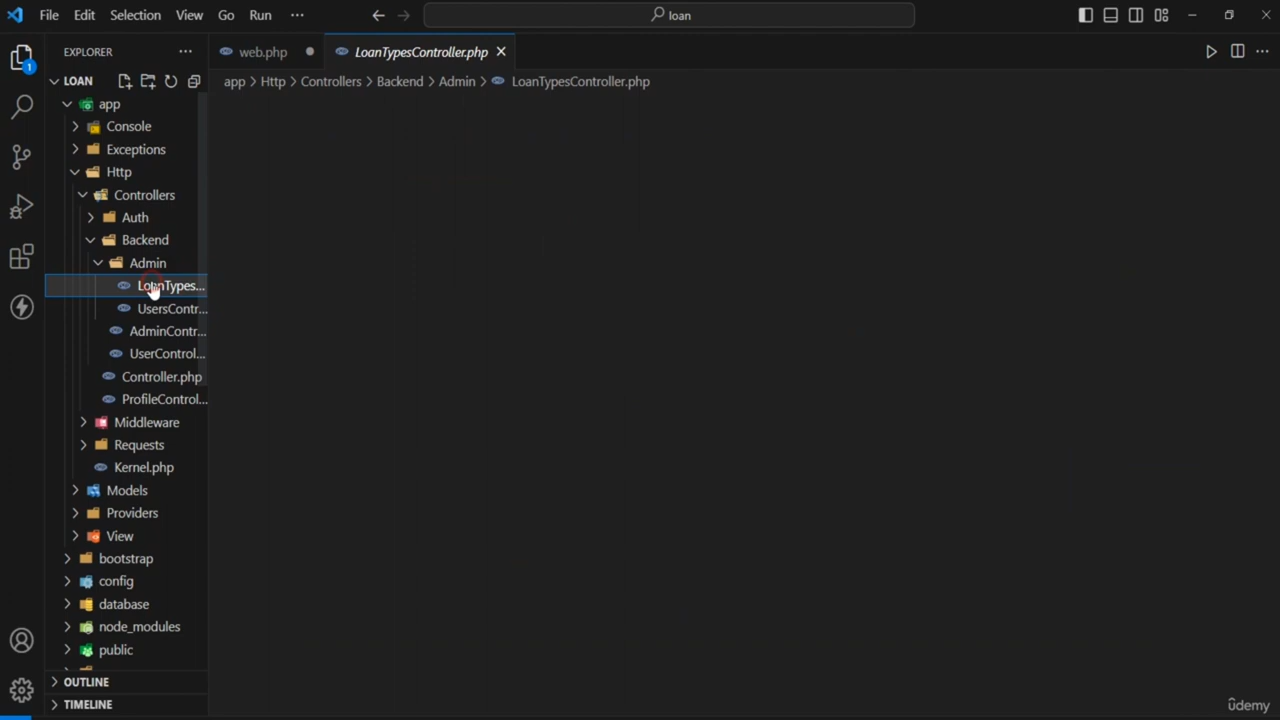 File Edit Selection View Go Run ··· loan
EXPLORER ··· web.php LoanTypesController.php
LOAN app > Http > Controllers > Backend > Admin > LoanTypesController.php
app
Console
Exceptions
Http
Controllers
Auth
Backend
Admin
LoanTypes...
UsersContr...
AdminContr...
UserControl...
Controller.php
ProfileControl...
Middleware
Requests
Kernel.php
Models
Providers
View
bootstrap
config
database
node_modules
public
OUTLINE
TIMELINE
1
ûdemy